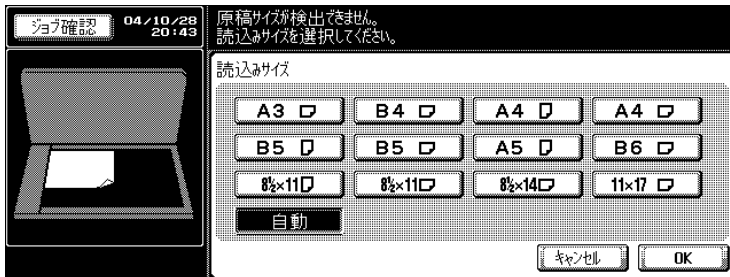 ジョブ確認
04/10/28
20:43
原稿サイズが検出できません。
読込みサイズを選択してください。
読込みサイズ
A3
B4
A4
A4
B5
B5
A5
B6
8½×11
8½×11
8½×14
11×17
自動
キャンセル
OK